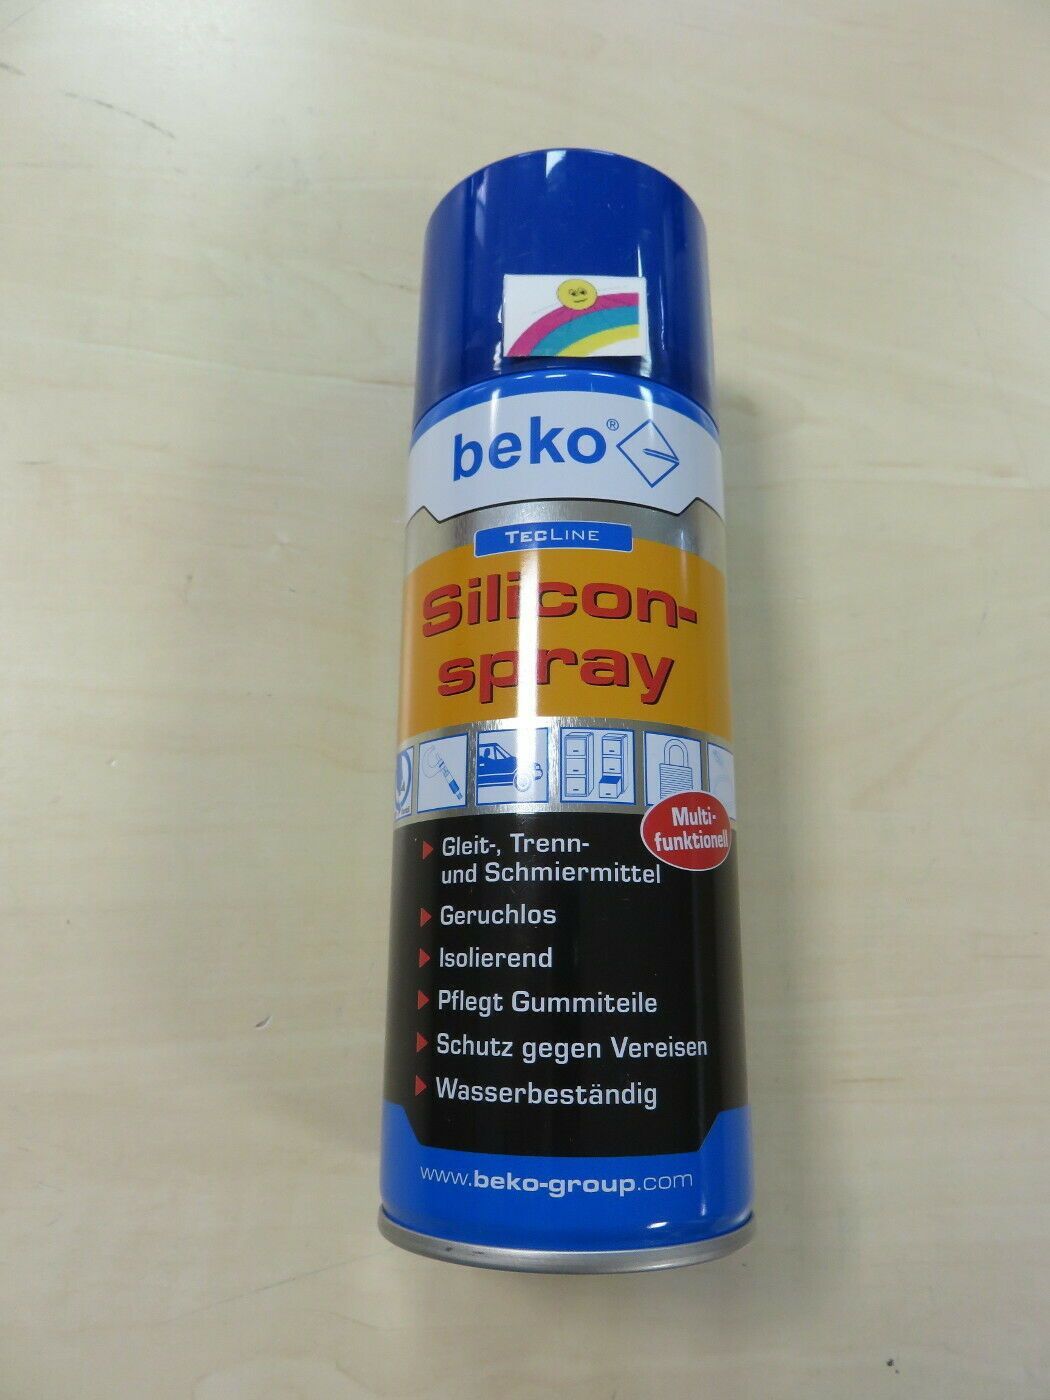 beko®
TECLINE
Silicon-
spray
Multi-
funktionell
Gleit-, Trenn-
und Schmiermittel
Geruchlos
Isolierend
Pflegt Gummiteile
Schutz gegen Vereisen
Wasserbeständig
www.beko-group.com